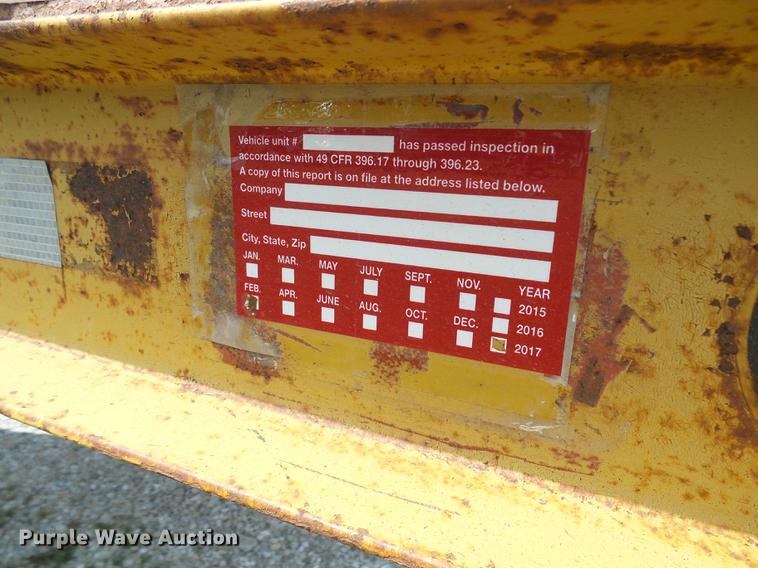 Vehicle unit # has passed inspection in
accordance with 49 CFR 396.17 through 396.23.
A copy of this report is on file at the address listed below.
Company
Street
City, State, Zip
JAN. MAR. MAY JULY SEPT. NOV. YEAR
2015
FEB. APR. JUNE AUG. OCT. DEC. 2016
2017
Purple Wave Auction